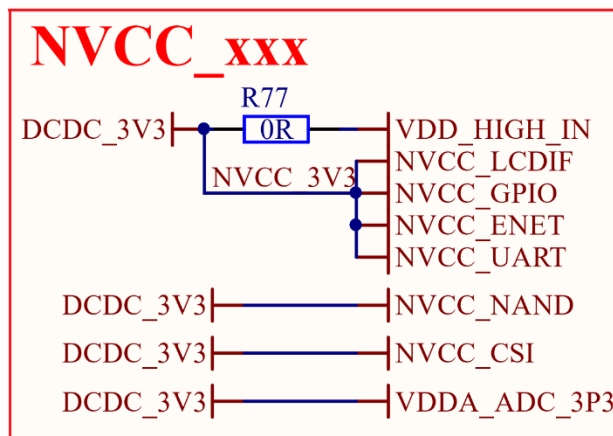 NVCC_xxx
R77
DCDC_3V3 0R VDD_HIGH_IN
NVCC_LCDIF
NVCC_3V3 NVCC_GPIO
NVCC_ENET
NVCC_UART
DCDC_3V3 NVCC_NAND
DCDC_3V3 NVCC_CSI
DCDC_3V3 VDDA_ADC_3P3